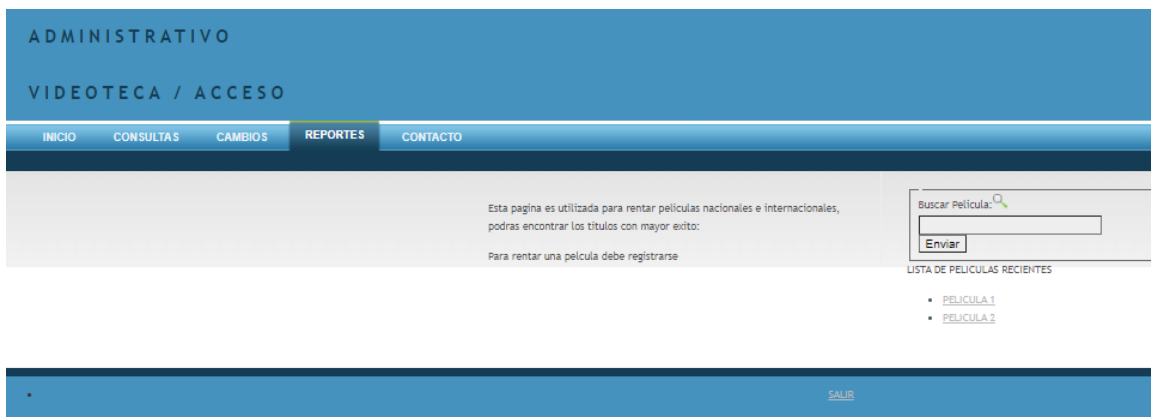 ADMINISTRATIVO
VIDEOTECA / ACCESO
INICIO CONSULTAS CAMBIOS REPORTES CONTACTO
Esta pagina es utilizada para rentar peliculas nacionales e internacionales,
podras encontrar los titulos con mayor exito:
Para rentar una pelcula debe registrarse
Buscar Pelicula:
Enviar
LISTA DE PELICULAS RECIENTES
PELICULA 1
PELICULA 2
SALIR